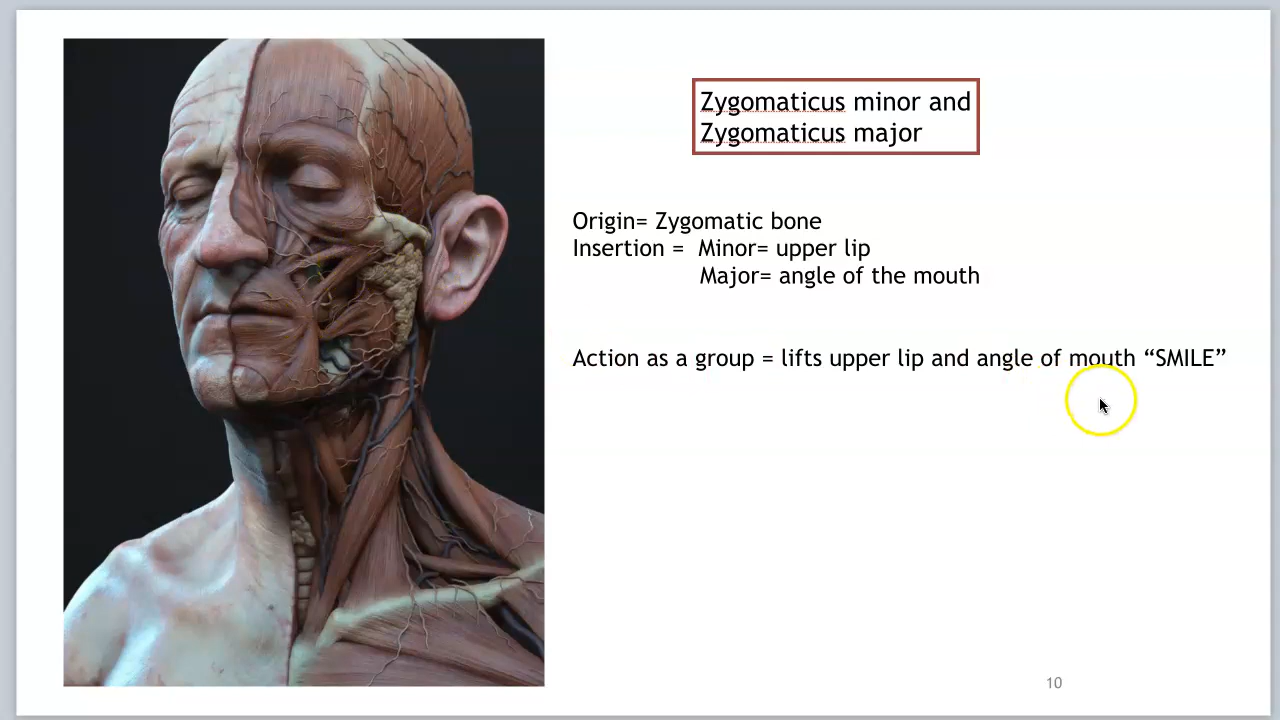 Zygomaticus minor and
Zygomaticus major
Origin= Zygomatic bone
Insertion = Minor= upper lip
Major= angle of the mouth
Action as a group = lifts upper lip and angle of mouth “SMILE”
10